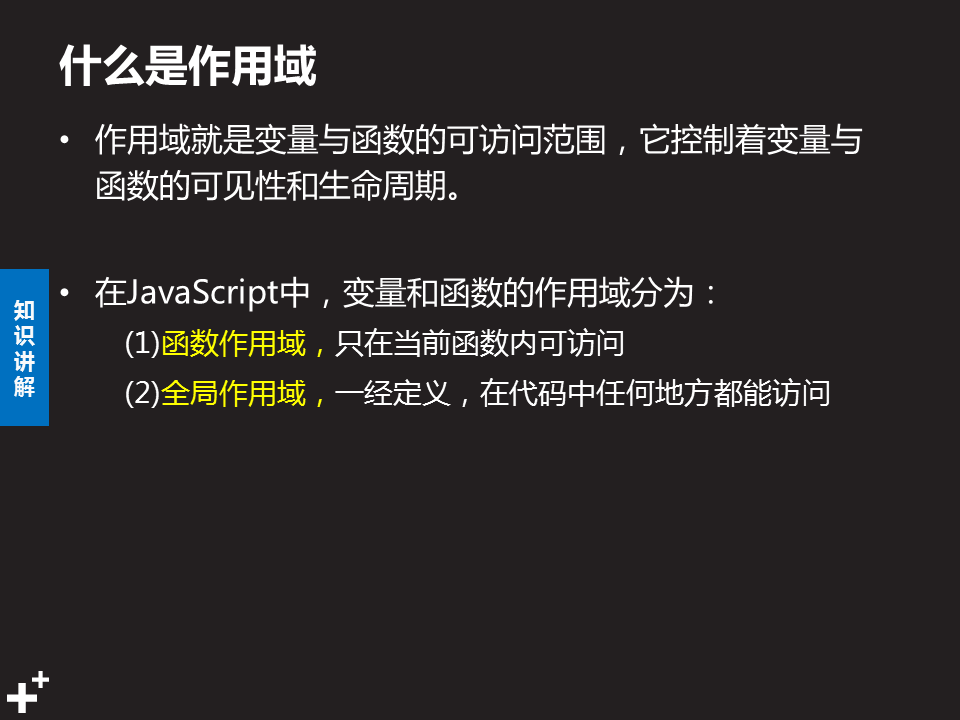 什么是作用域
• 作用域就是变量与函数的可访问范围，它控制着变量与
函数的可见性和生命周期。
• 在JavaScript中，变量和函数的作用域分为：
(1)函数作用域，只在当前函数内可访问
(2)全局作用域，一经定义，在代码中任何地方都能访问
知
识
讲
解